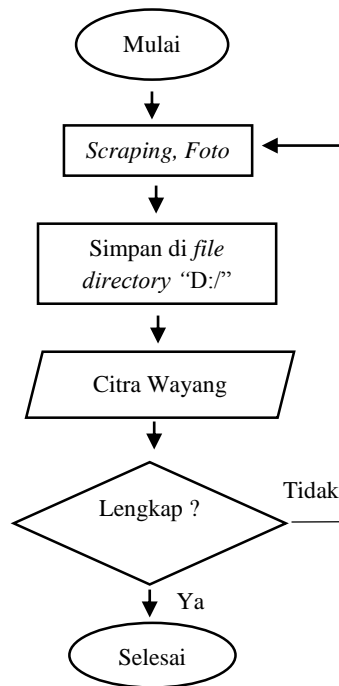 Mulai
Scraping, Foto
Simpan di file
directory “D:/”
Citra Wayang
Lengkap ?
Tidak
Ya
Selesai